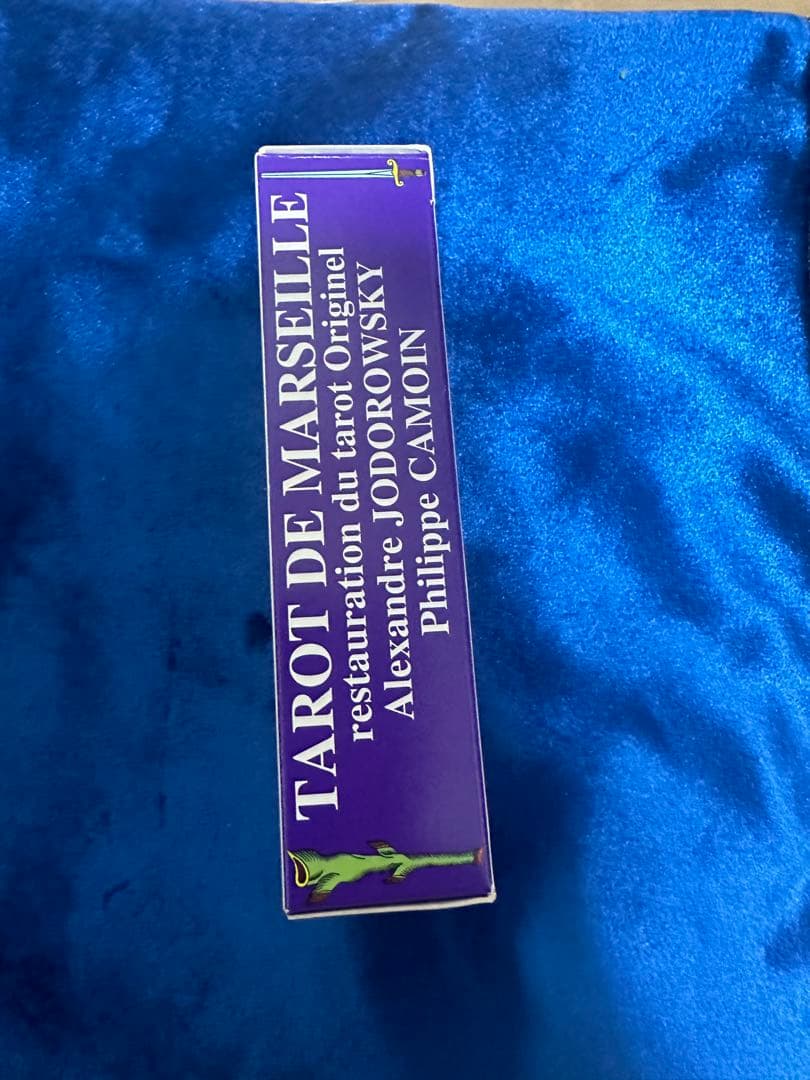 TAROT DE MARSEILLE
restauration du tarot Originel
Alexandre JODOROWSKY
Philippe CAMOIN